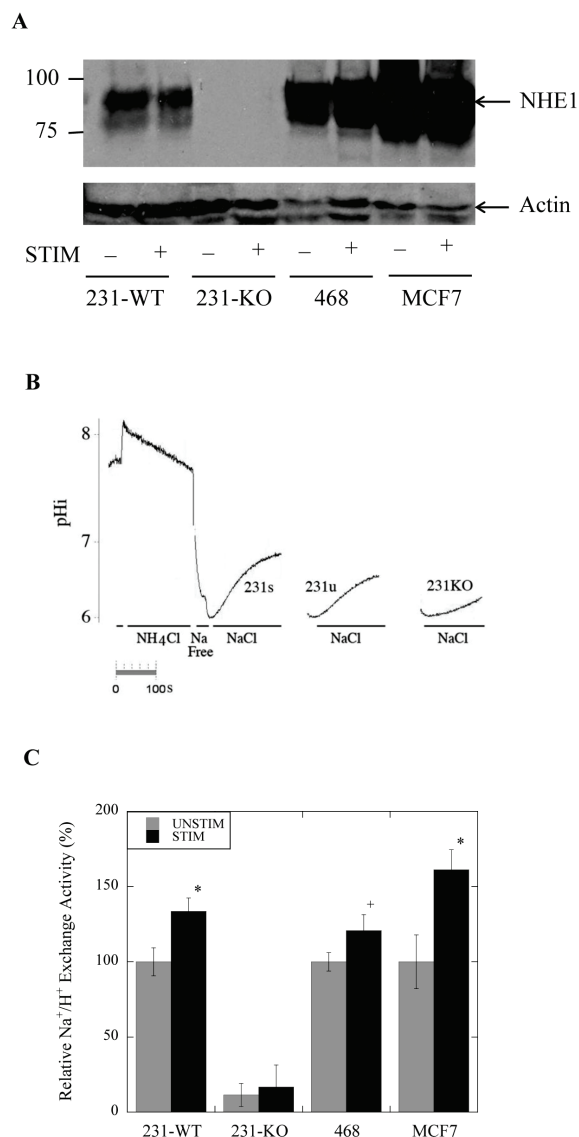 A
100
NHE1
75
Actin
STIM – + – + – + – +
231-WT 231-KO 468 MCF7
B
8
pHi
7
6
231s 231u 231KO
NH4Cl Na Free NaCl NaCl NaCl
0 100s
C
Relative Na+/H+ Exchange Activity (%)
200
150
100
50
0
UNSTIM
STIM
* + *
231-WT 231-KO 468 MCF7